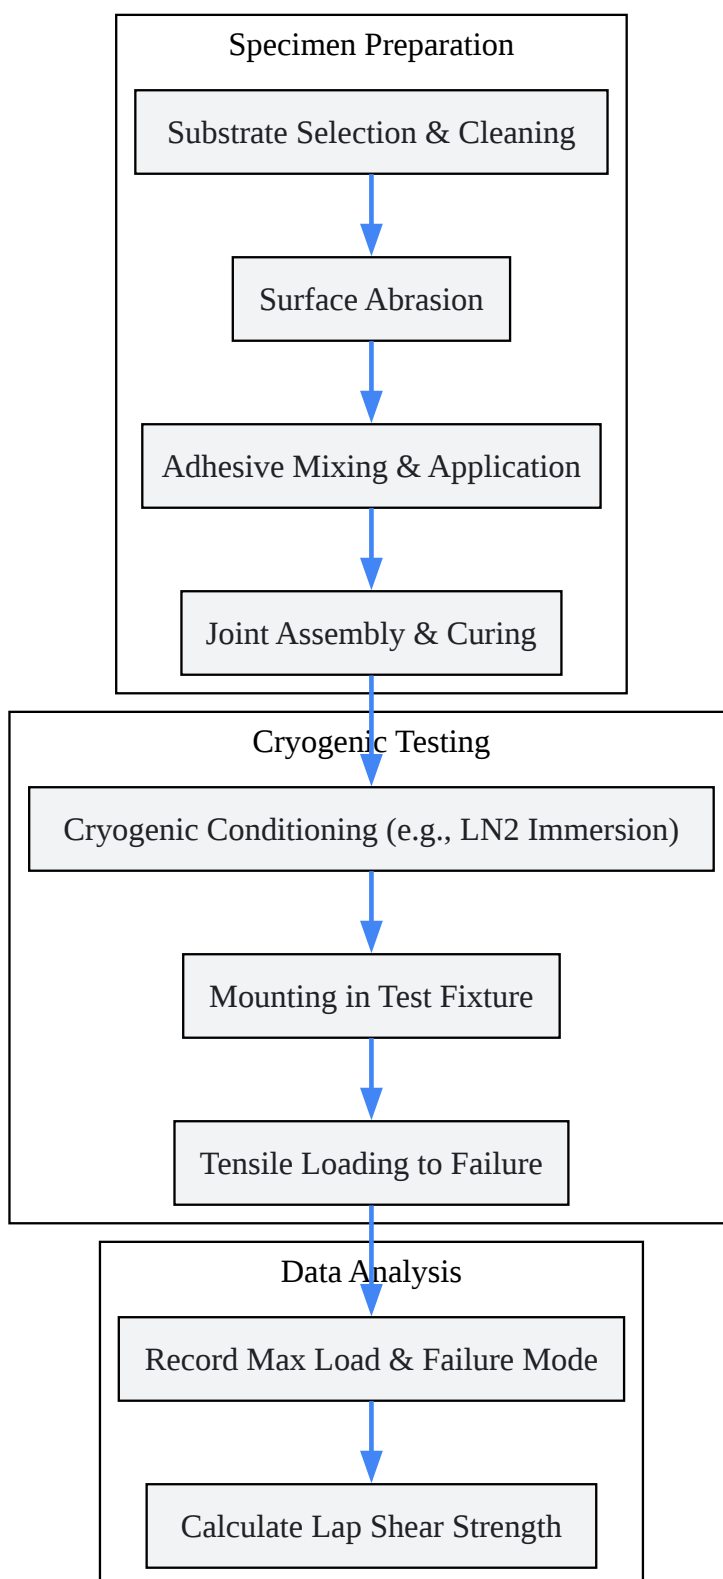 Specimen Preparation
Substrate Selection & Cleaning
Surface Abrasion
Adhesive Mixing & Application
Joint Assembly & Curing
Cryogenic Testing
Cryogenic Conditioning (e.g., LN2 Immersion)
Mounting in Test Fixture
Tensile Loading to Failure
Data Analysis
Record Max Load & Failure Mode
Calculate Lap Shear Strength